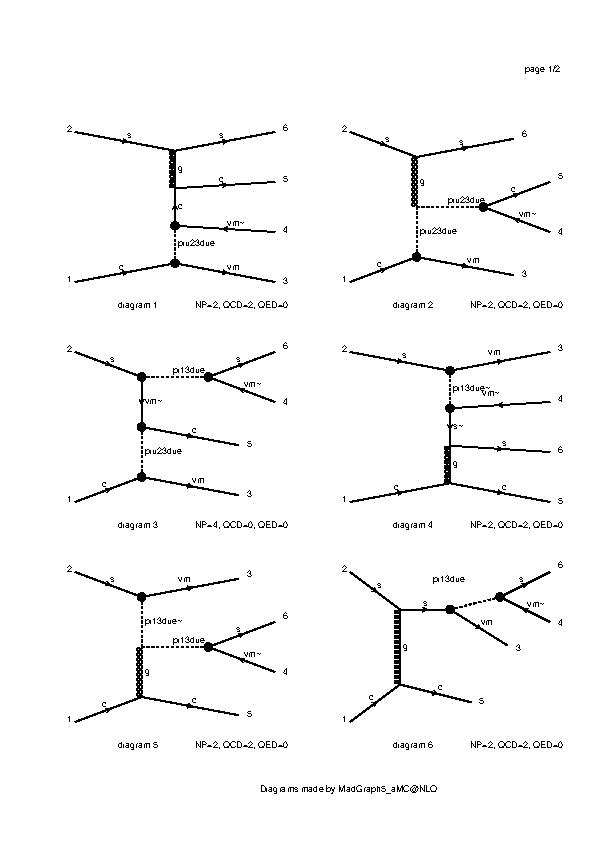 page 1/2
2 s s 6
g
c 5
c
vm~ 4
piu23due
1 c vm 3
diagram 1 NP=2, QCD=2, QED=0
2 s s 6
g
c 5
piu23due
vm~ 4
piu23due
1 c vm 3
diagram 2 NP=2, QCD=2, QED=0
2 s pi13due s 6
vm~ vm~ 4
c 5
piu23due
1 c vm 3
diagram 3 NP=4, QCD=0, QED=0
2 s vm 3
pi13due~
vm~ 4
s~
s 6
g
1 c c 5
diagram 4 NP=2, QCD=2, QED=0
2 s vm 3
pi13due~
s 6
pi13due
vm~ 4
g
1 c c 5
diagram 5 NP=2, QCD=2, QED=0
2 s pi13due s 6
s
vm~ 4
vm 3
g
1 c c 5
diagram 6 NP=2, QCD=2, QED=0
Diagrams made by MadGraph5_aMC@NLO